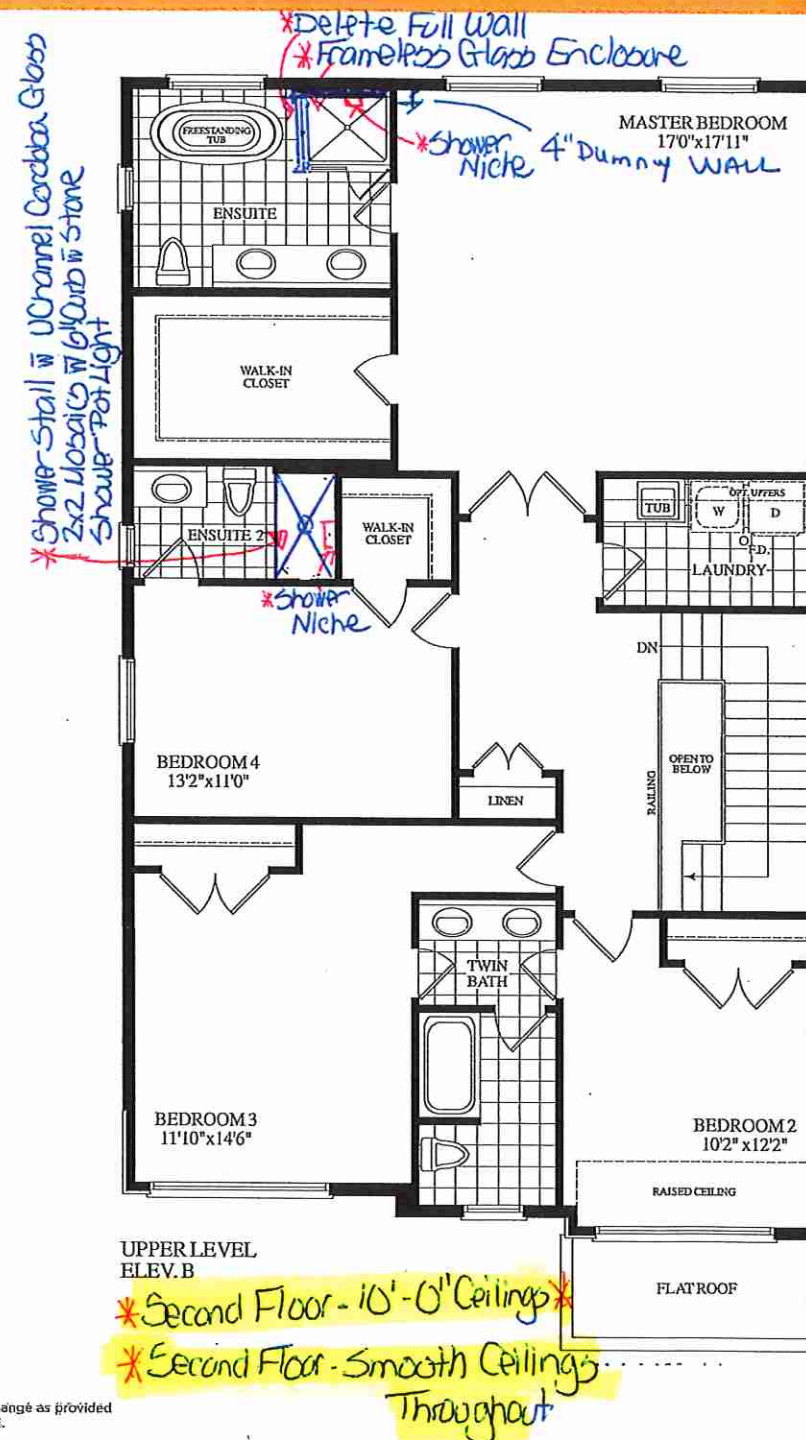 *Delete Full Wall
*Frameless Glass Enclosure
*Shower Stall w UChannel Cordoba Glass
2x2 Mosaics w 6"Curb w Stone
Shower Pot Light
FREESTANDING
TUB
*Shower
Niche
4" Dummy WALL
MASTER BEDROOM
17'0"x17'11"
ENSUITE
WALK-IN
CLOSET
ENSUITE 2
WALK-IN
CLOSET
*Shower
Niche
TUB
W
OPT. UPPERS
D
F.D.
LAUNDRY
DN
OPEN TO
BELOW
RAILING
BEDROOM 4
13'2"x11'0"
LINEN
TWIN
BATH
BEDROOM 3
11'10"x14'6"
BEDROOM 2
10'2" x12'2"
RAISED CEILING
FLAT ROOF
UPPER LEVEL
ELEV. B
*Second Floor - 10'-0" Ceilings*
*Second Floor - Smooth Ceilings
Throughout
ange as provided